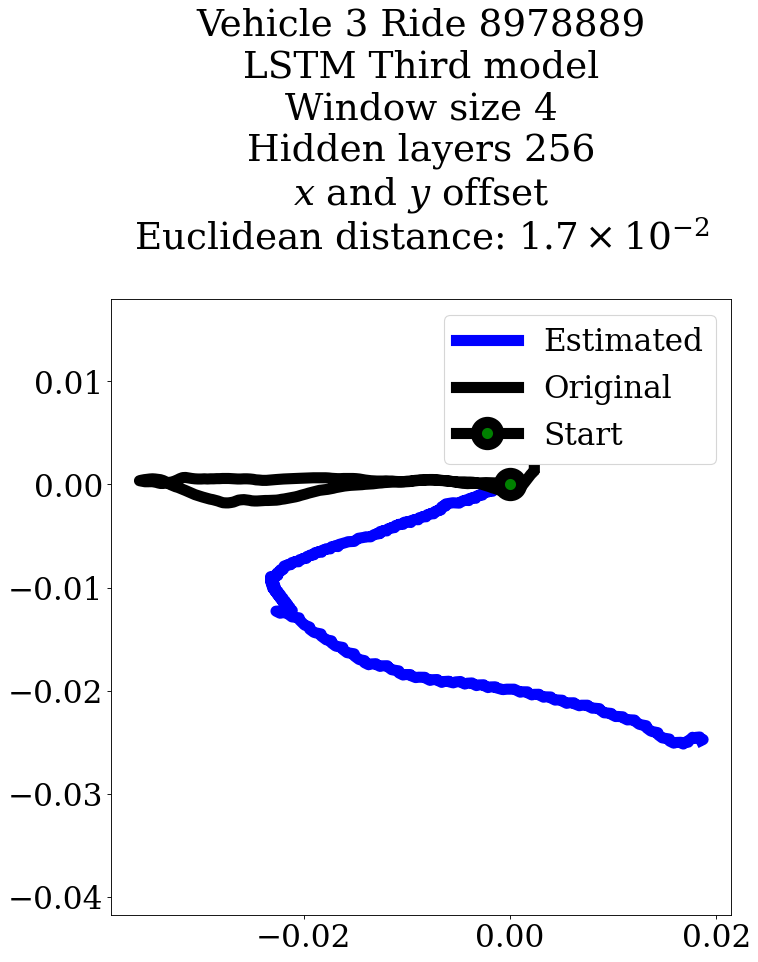 Vehicle 3 Ride 8978889
LSTM Third model
Window size 4
Hidden layers 256
x and y offset
Euclidean distance: 1.7 × 10⁻²
Estimated
Original
Start
0.01
0.00
−0.01
−0.02
−0.03
−0.04
−0.02 0.00 0.02